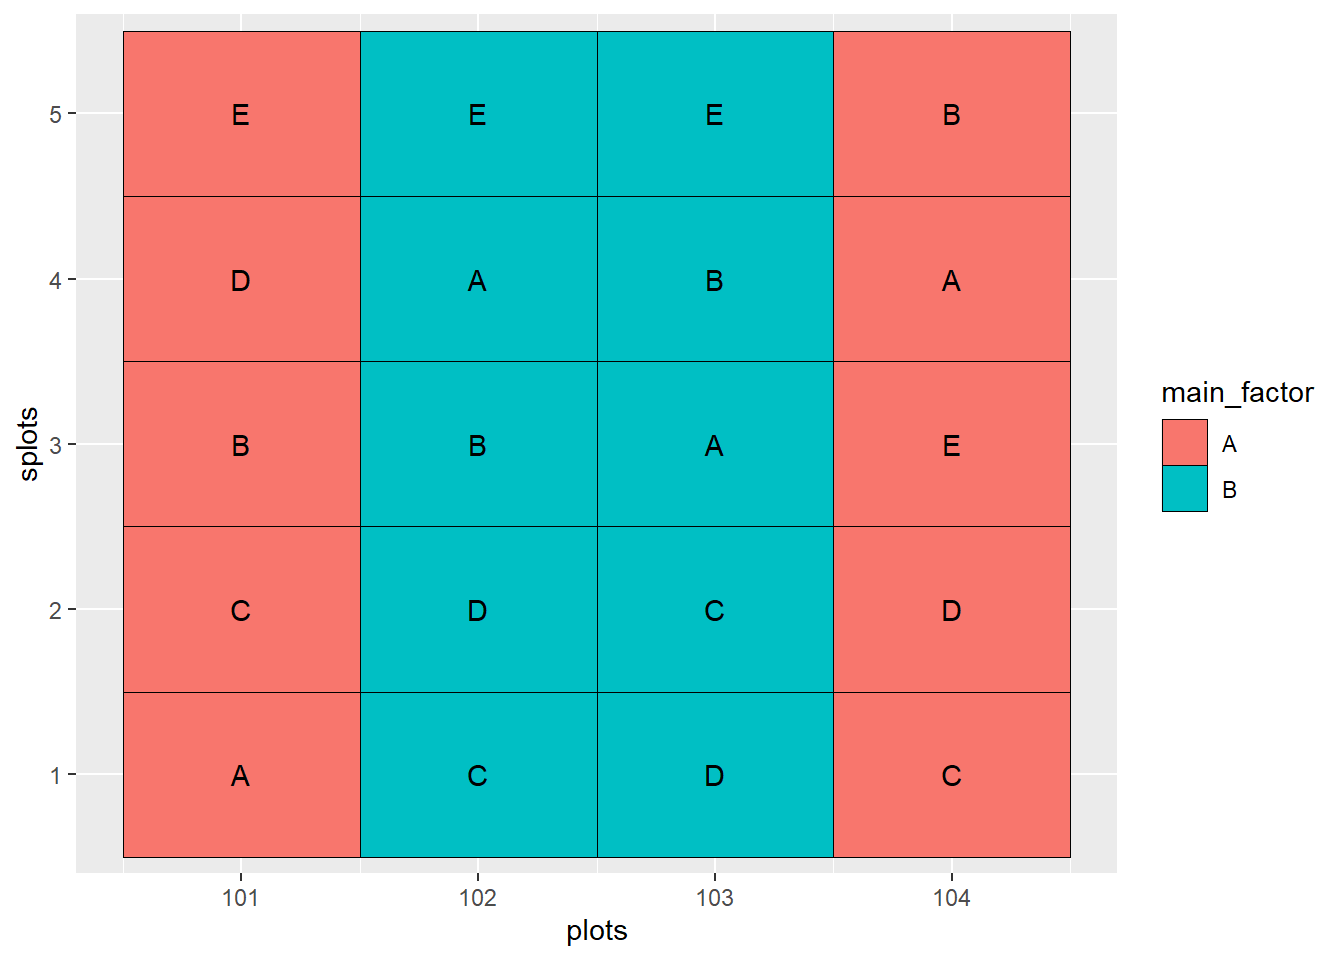 5 E E E B
4 D A B A
3 B B A E
2 C D C D
1 A C D C
101 102 103 104
plots
splots
main_factor
A
B